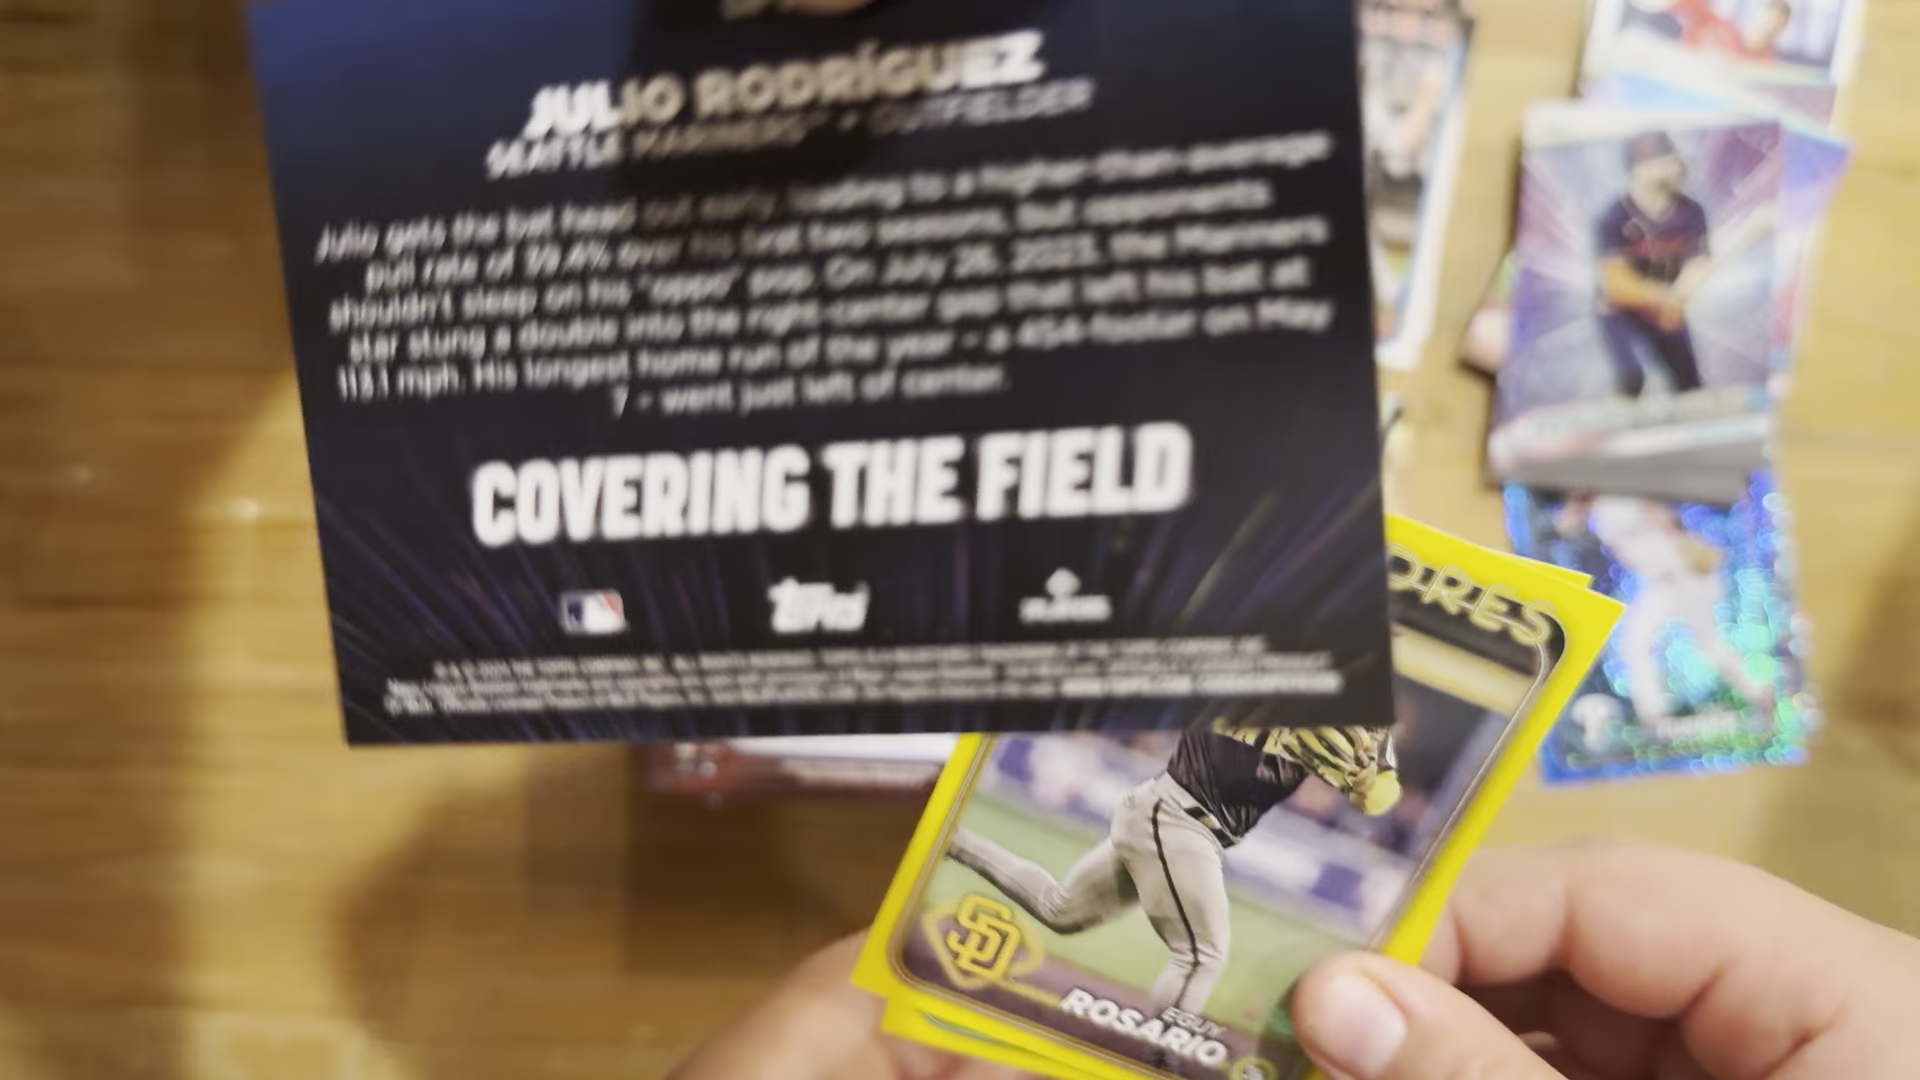 JULIO RODRÍGUEZ
SEATTLE MARINERS™ • OUTFIELDER
Julio gets the bat head out early, leading to a higher-than-average
pull rate of 39.4% over his first two seasons, but opponents
shouldn't sleep on his "oppo" pop. On July 26, 2023, the Mariners
star stung a double into the right-center gap that left his bat at
113.1 mph. His longest home run of the year – a 454-footer on May
7 – went just left of center.
COVERING THE FIELD
Topps
PLAYERS
DRES
SD
EGUY
ROSARIO